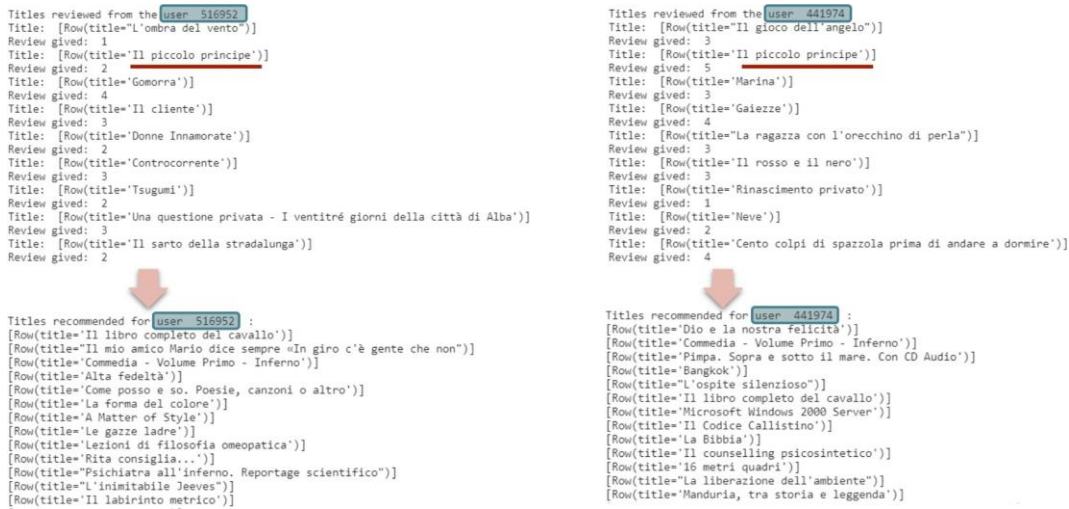 Titles reviewed from the user 516952
Title: [Row(title="L'ombra del vento")]
Review gived: 1
Title: [Row(title='Il piccolo principe')]
Review gived: 2
Title: [Row(title='Gomorra')]
Review gived: 4
Title: [Row(title='Il cliente')]
Review gived: 3
Title: [Row(title='Donne Innamorate')]
Review gived: 2
Title: [Row(title='Controcorrente')]
Review gived: 3
Title: [Row(title='Tsugumi')]
Review gived: 2
Title: [Row(title='Una questione privata - I ventitré giorni della città di Alba')]
Review gived: 3
Title: [Row(title='Il sarto della stradalunga')]
Review gived: 2
Titles recommended for user 516952 :
[Row(title='Il libro completo del cavallo')]
[Row(title="Il mio amico Mario dice sempre «In giro c'è gente che non")]
[Row(title='Commedia - Volume Primo - Inferno')]
[Row(title='Alta fedeltà')]
[Row(title='Come posso e so. Poesie, canzoni o altro')]
[Row(title='La forma del colore')]
[Row(title='A Matter of Style')]
[Row(title='Le gazze ladre')]
[Row(title='Lezioni di filosofia omeopatica')]
[Row(title='Rita consiglia...')]
[Row(title="Psichiatra all'inferno. Reportage scientifico")]
[Row(title="L'inimitabile Jeeves")]
[Row(title='Il labirinto metrico')]
Titles reviewed from the user 441974
Title: [Row(title="Il gioco dell'angelo")]
Review gived: 3
Title: [Row(title='Il piccolo principe')]
Review gived: 5
Title: [Row(title='Marina')]
Review gived: 3
Title: [Row(title='Gaiezze')]
Review gived: 4
Title: [Row(title="La ragazza con l'orecchino di perla")]
Review gived: 3
Title: [Row(title='Il rosso e il nero')]
Review gived: 3
Title: [Row(title='Rinascimento privato')]
Review gived: 1
Title: [Row(title='Neve')]
Review gived: 2
Title: [Row(title='Cento colpi di spazzola prima di andare a dormire')]
Review gived: 4
Titles recommended for user 441974 :
[Row(title='Dio e la nostra felicità')]
[Row(title='Commedia - Volume Primo - Inferno')]
[Row(title='Pimpa. Sopra e sotto il mare. Con CD Audio')]
[Row(title='Bangkok')]
[Row(title="L'ospite silenzioso")]
[Row(title='Il libro completo del cavallo')]
[Row(title='Microsoft Windows 2000 Server')]
[Row(title='Il Codice Callistino')]
[Row(title='La Bibbia')]
[Row(title='Il counselling psicosintetico')]
[Row(title='16 metri quadri')]
[Row(title="La liberazione dell'ambiente")]
[Row(title='Manduria, tra storia e leggenda')]